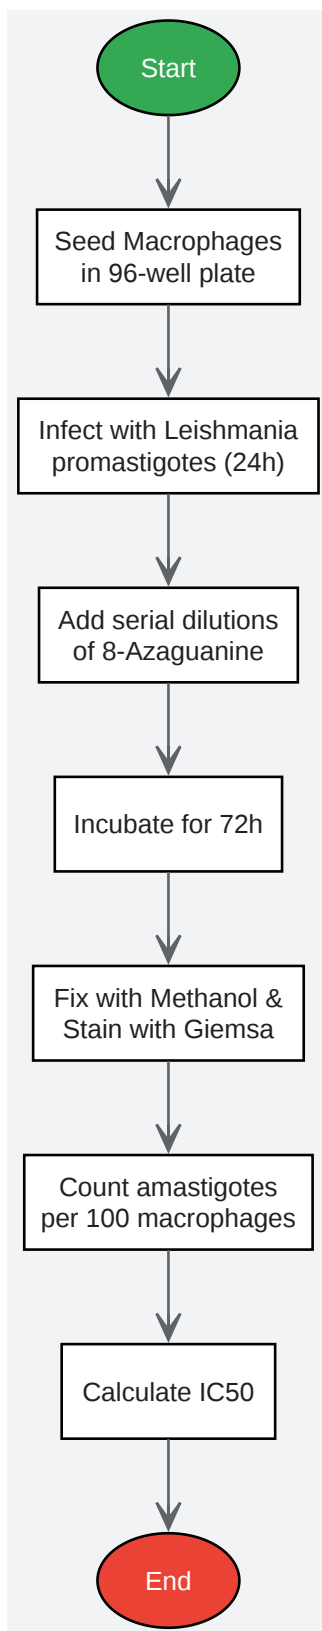 Start
Seed Macrophages
in 96-well plate
Infect with Leishmania
promastigotes (24h)
Add serial dilutions
of 8-Azaguanine
Incubate for 72h
Fix with Methanol &
Stain with Giemsa
Count amastigotes
per 100 macrophages
Calculate IC50
End